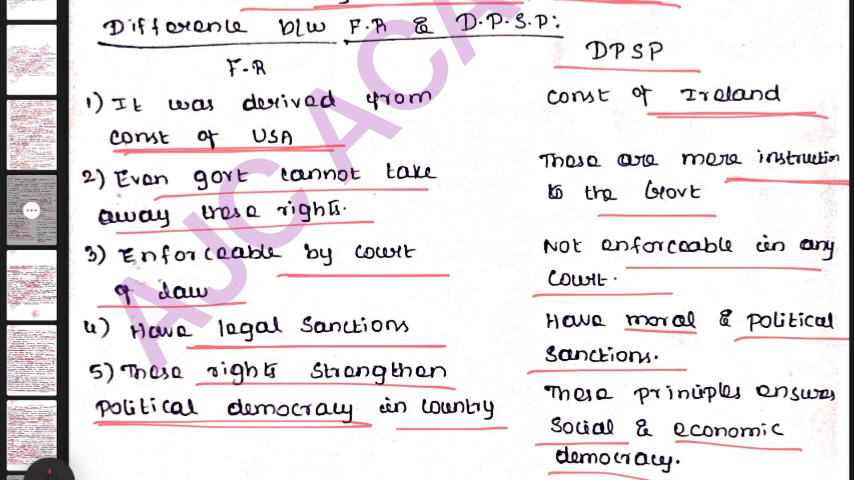 Difference b/w F.R & D.P.S.P:
F.R
DPSP
1) It was derived from
const of USA
const of Ireland
2) Even govt cannot take
away these rights.
These are mere instruction
to the Govt
3) Enforceable by court
of law
Not enforceable in any
court.
4) Have legal sanctions
Have moral & political
sanctions.
5) These rights strengthen
political democracy in country
These principles ensures
social & economic
democracy.
AJC ACA